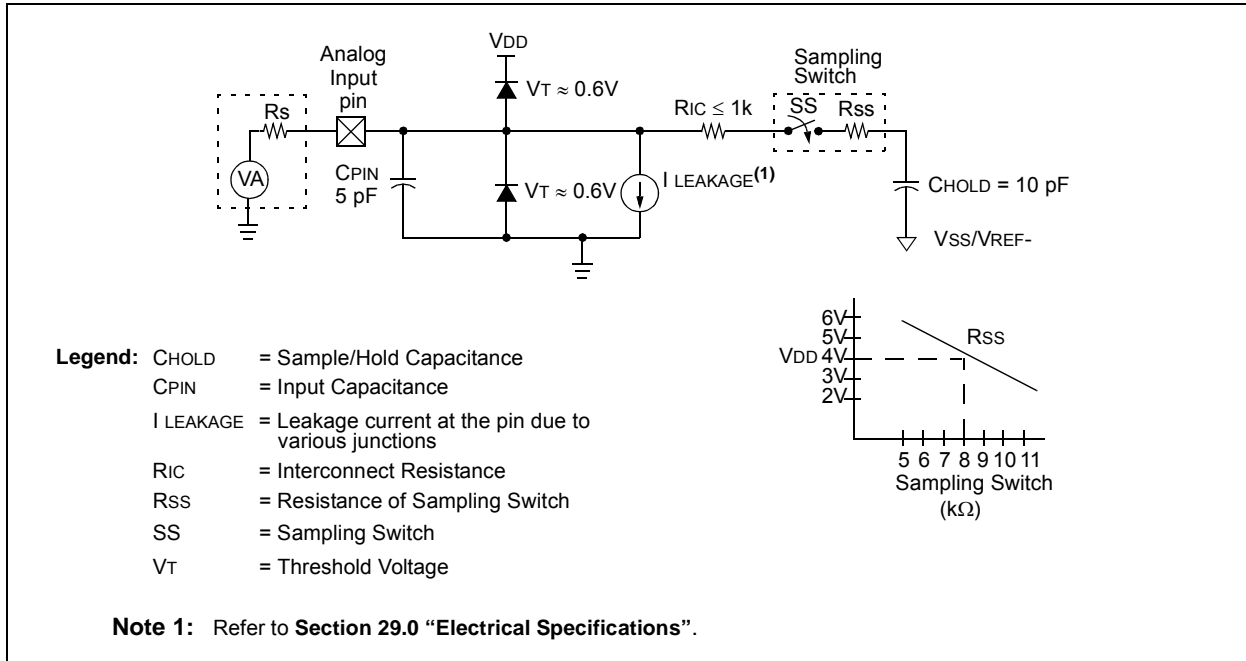 VDD
Analog
Input
pin
Sampling
Switch
VT ≈ 0.6V
RIC ≤ 1k
SS
Rss
Rs
VA
CPIN
5 pF
VT ≈ 0.6V
I LEAKAGE(1)
CHOLD = 10 pF
VSS/VREF-
6V
5V
VDD 4V
3V
2V
RSS
5 6 7 8 9 10 11
Sampling Switch
(kΩ)
Legend: CHOLD = Sample/Hold Capacitance
CPIN = Input Capacitance
I LEAKAGE = Leakage current at the pin due to
various junctions
RIC = Interconnect Resistance
RSS = Resistance of Sampling Switch
SS = Sampling Switch
VT = Threshold Voltage
Note 1: Refer to Section 29.0 “Electrical Specifications”.